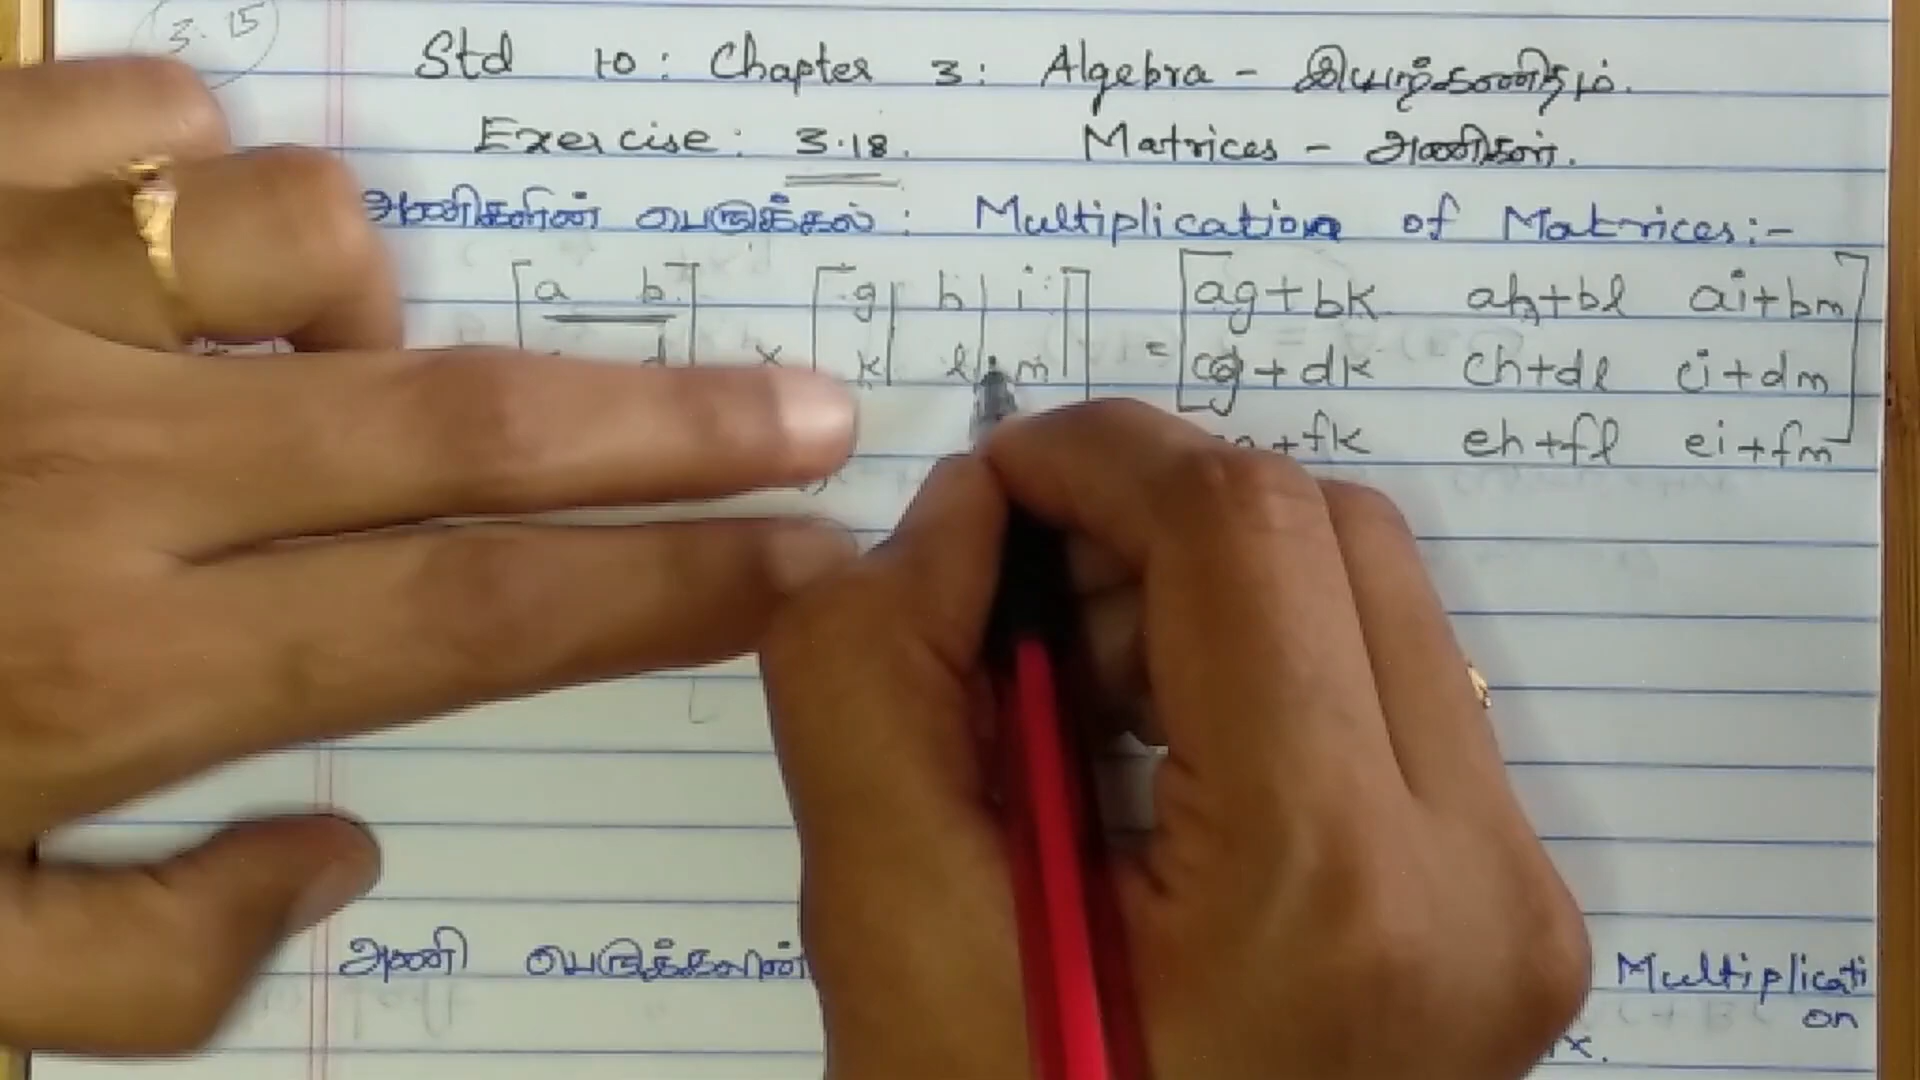 3.15
Std 10: Chapter 3: Algebra - இயற்கணிதம்.
Exercise: 3.18. Matrices - அணிகள்.
அணிகளின் பெருக்கல்: Multiplication of Matrices:-
a b × g h i = ag+bk ah+bl ai+bm
d k l m cg+dk ch+dl ci+dm
+fk eh+fl ei+fm
அணி பெருக்கலின் Multiplicati
on
x.